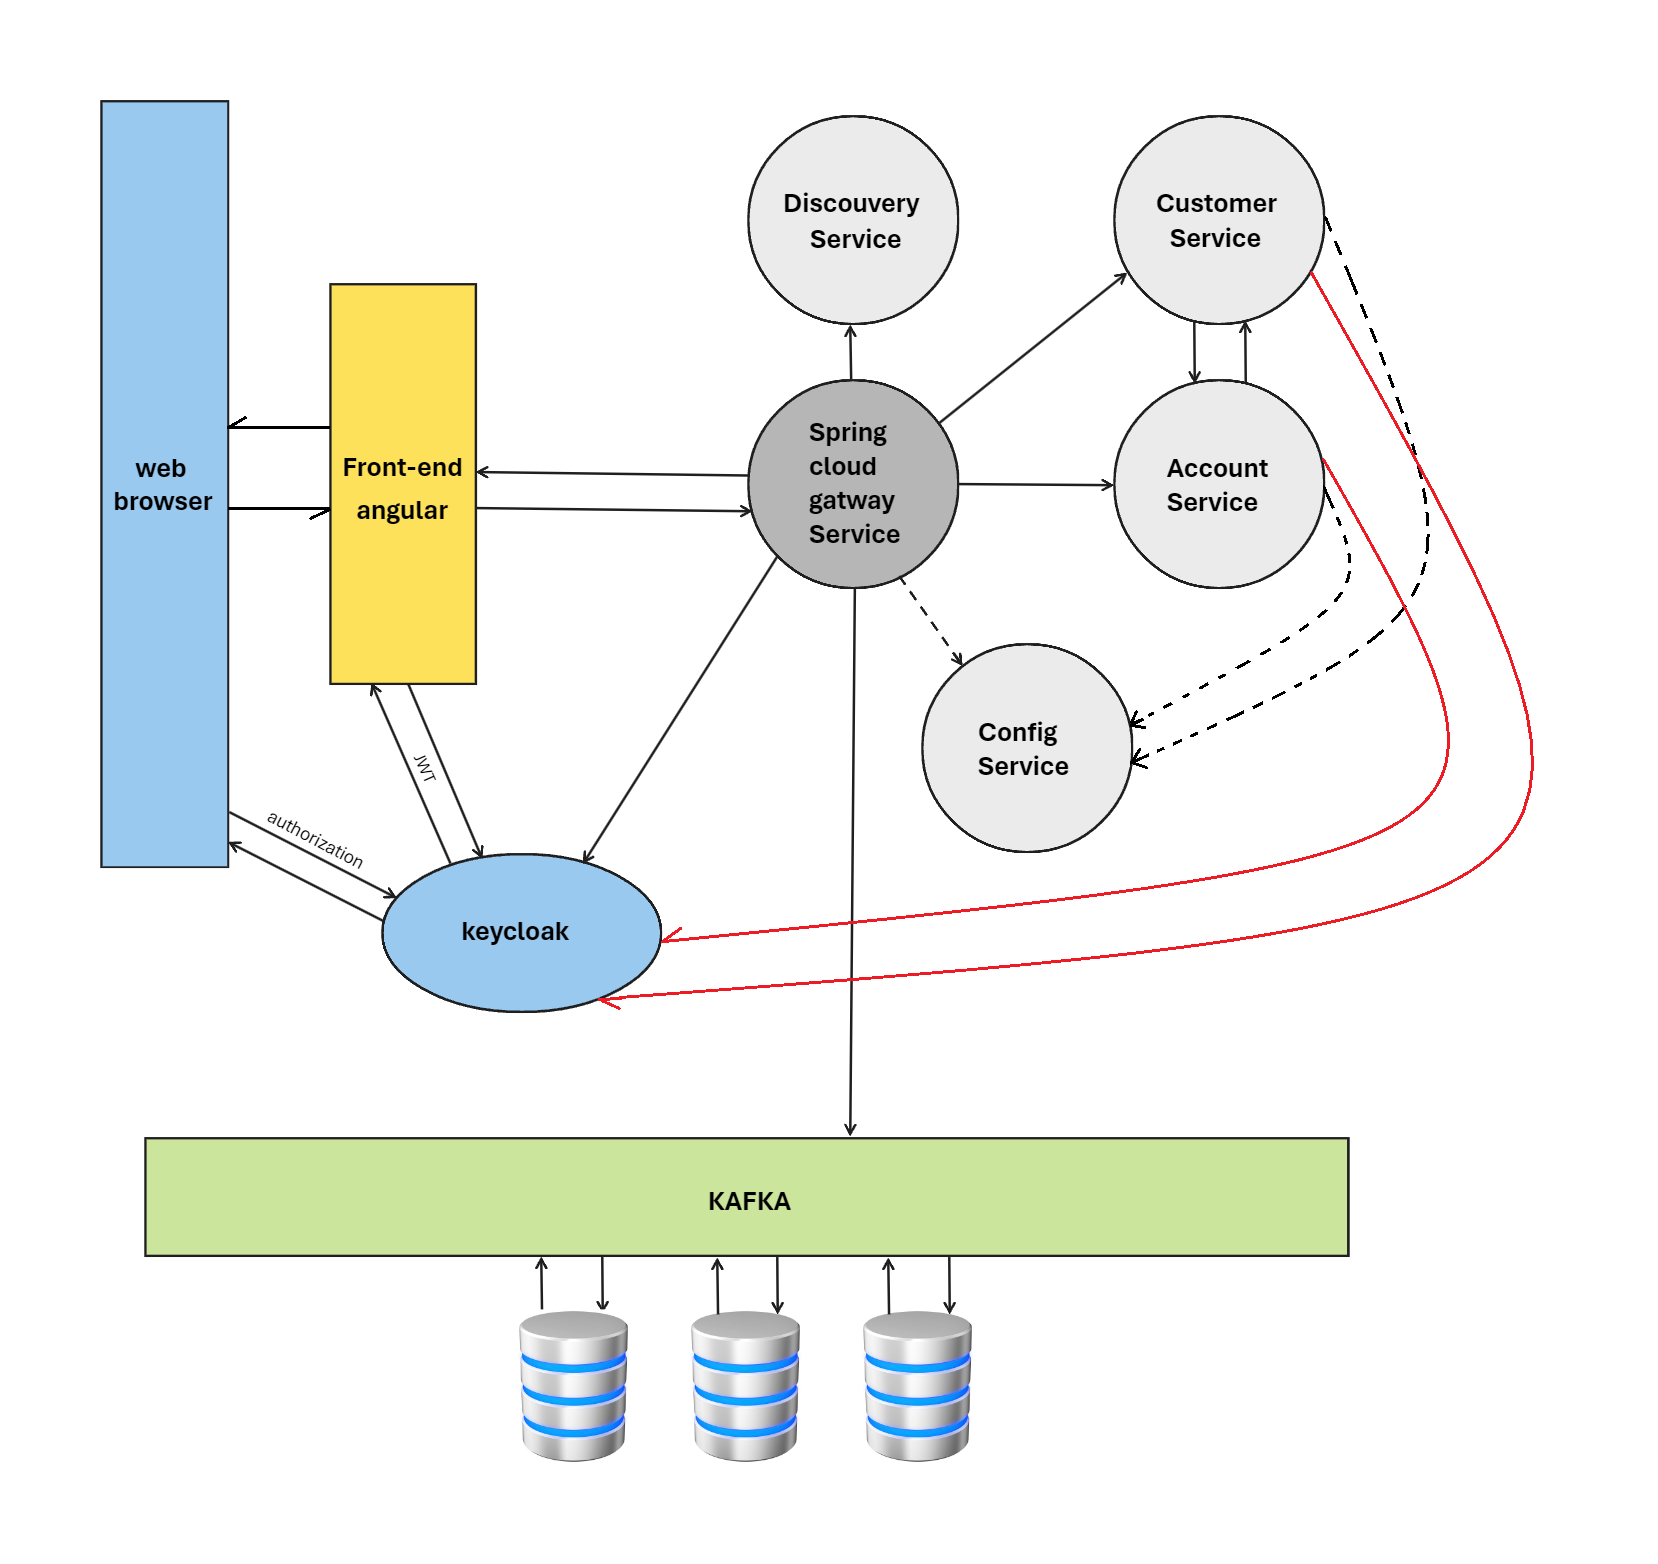 Discouvery
Service
Customer
Service
web
browser
Front-end
angular
Spring
cloud
gatway
Service
Account
Service
Config
Service
JWT
authorization
keycloak
KAFKA